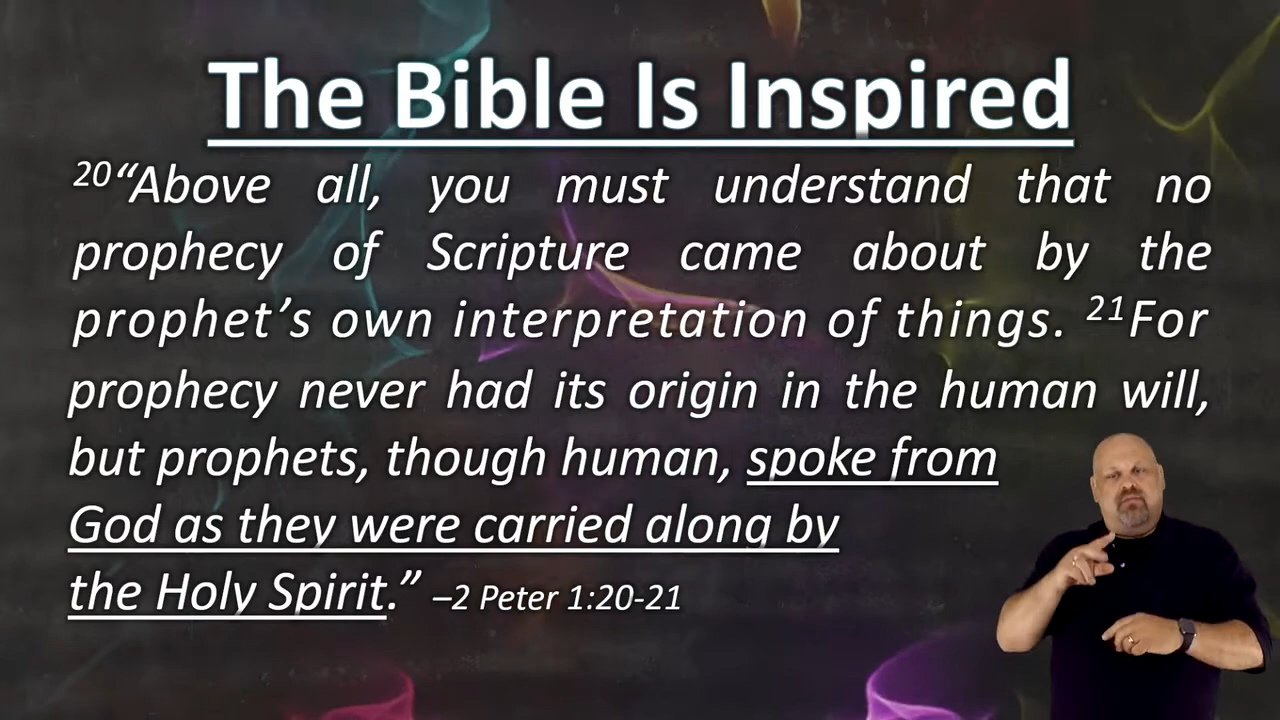 The Bible Is Inspired
20“Above all, you must understand that no
prophecy of Scripture came about by the
prophet’s own interpretation of things. 21For
prophecy never had its origin in the human will,
but prophets, though human, spoke from
God as they were carried along by
the Holy Spirit.” –2 Peter 1:20-21